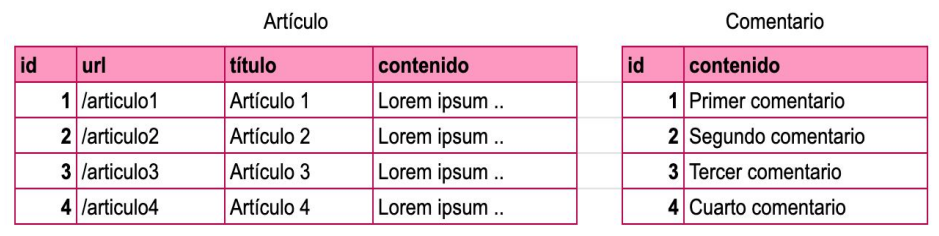 Artículo
id url título contenido
1 /articulo1 Artículo 1 Lorem ipsum ..
2 /articulo2 Artículo 2 Lorem ipsum ..
3 /articulo3 Artículo 3 Lorem ipsum ..
4 /articulo4 Artículo 4 Lorem ipsum ..
Comentario
id contenido
1 Primer comentario
2 Segundo comentario
3 Tercer comentario
4 Cuarto comentario